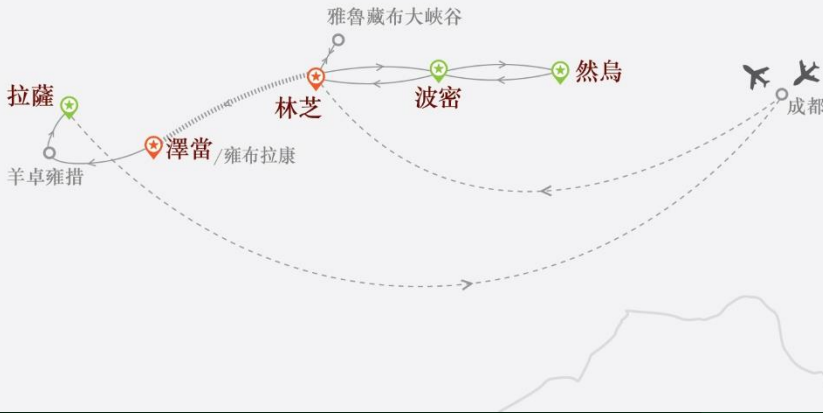 雅魯藏布大峽谷
拉薩
林芝
波密
然烏
成都
澤當/雍布拉康
羊卓雍措